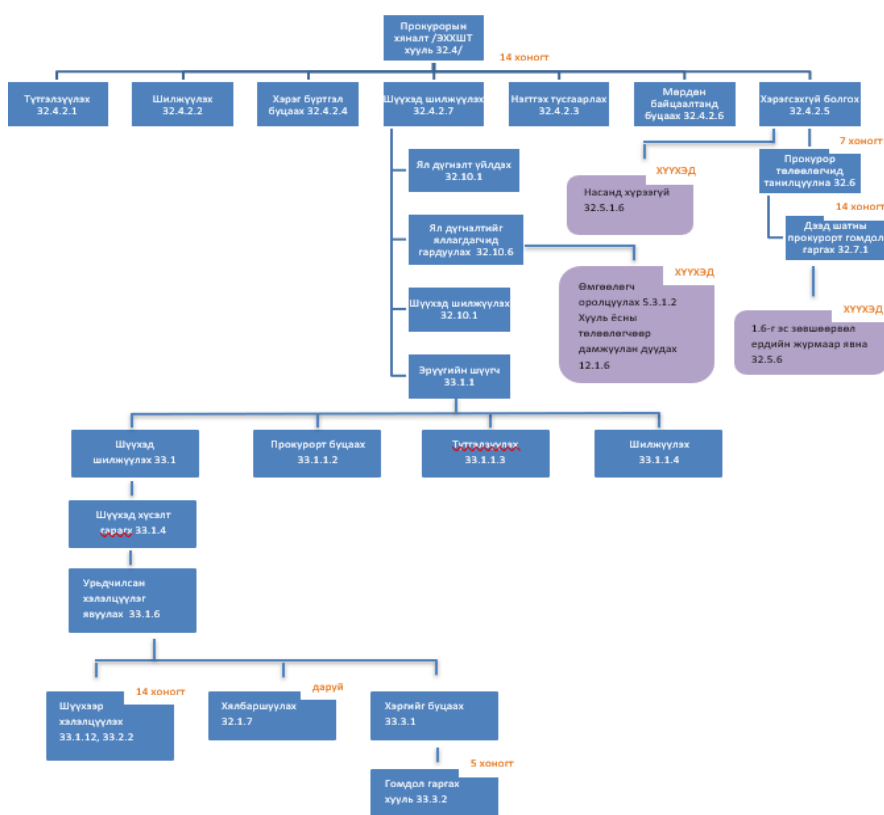 Прокурорын
хяналт /ЭХХШТ
хууль 32.4/
14 хоногт
Түтгэлзүүлэх
32.4.2.1
Шилжүүлэх
32.4.2.2
Хэрэг бүртгэл
буцаах 32.4.2.4
Шүүхэд шилжүүлэх
32.4.2.7
Нэгтгэх тусгаарлах
32.4.2.3
Мөрдөн
байцаалтанд
буцаах 32.4.2.6
Хэрэгсэхгүй болгох
32.4.2.5
7 хоногт
Прокурор
төлөөлөгчид
танилцуулна 32.6
14 хоногт
Дээд шатны
прокурорт гомдол
гаргах 32.7.1
ХҮҮХЭД
Насанд хүрээгүй
32.5.1.6
Ял дүгнэлт үйлдэх
32.10.1
Ял дүгнэлтийг
яллагдагчид
гардуулах 32.10.6
ХҮҮХЭД
Өмгөөлөгч
оролцуулах 5.3.1.2
Хууль ёсны
төлөөлөгчөөр
дамжуулан дуудах
12.1.6
ХҮҮХЭД
1.6-г эс зөвшөөрвөл
ердийн журмаар явна
32.5.6
Шүүхэд шилжүүлэх
32.10.1
Эрүүгийн шүүгч
33.1.1
Шүүхэд
шилжүүлэх 33.1
Прокурорт буцаах
33.1.1.2
Түтгэлзүүлэх
33.1.1.3
Шилжүүлэх
33.1.1.4
Шүүхэд хүсэлт
гарагх 33.1.4
Урьдчилсан
хэлэлцүүлэг
явуулах 33.1.6
14 хоногт
Шүүхээр
хэлэлцүүлэх
33.1.12, 33.2.2
даруй
Хялбаршуулах
32.1.7
Хэргийг буцаах
33.3.1
5 хоногт
Гомдол гаргах
хууль 33.3.2